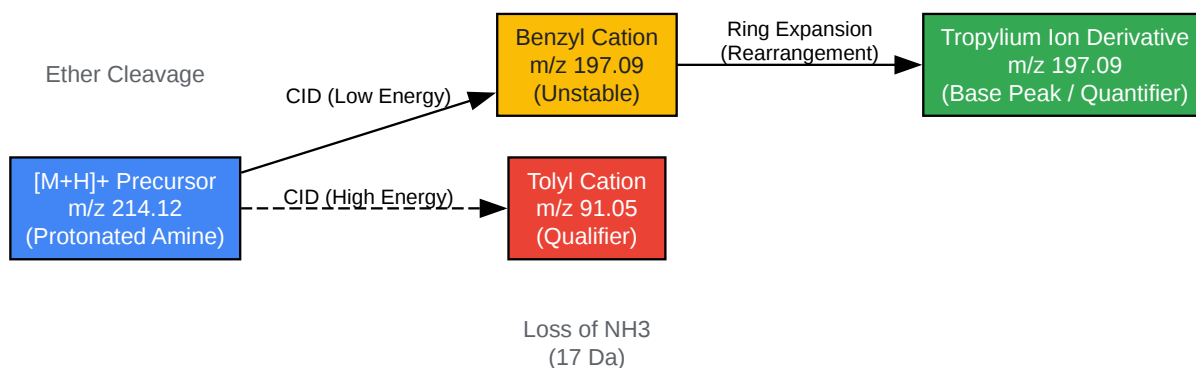 Ether Cleavage
CID (Low Energy)
Benzyl Cation
m/z 197.09
(Unstable)
Ring Expansion
(Rearrangement)
Tropylium Ion Derivative
m/z 197.09
(Base Peak / Quantifier)
[M+H]+ Precursor
m/z 214.12
(Protonated Amine)
CID (High Energy)
Tolyl Cation
m/z 91.05
(Qualifier)
Loss of NH3
(17 Da)